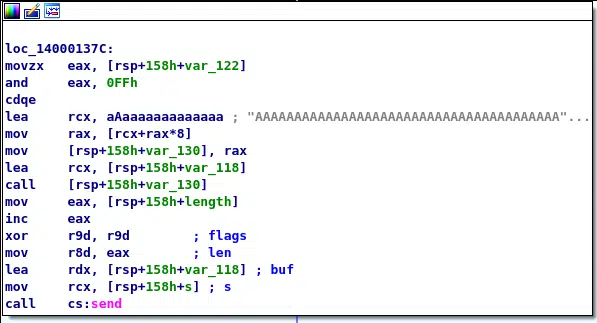 loc_14000137C:
movzx   eax, [rsp+158h+var_122]
and     eax, 0FFh
cdqe
lea     rcx, aAaaaaaaaaaaaaa ; "AAAAAAAAAAAAAAAAAAAAAAAAAAAAAAAAAAAAAAA"...
mov     rax, [rcx+rax*8]
mov     [rsp+158h+var_130], rax
lea     rcx, [rsp+158h+var_118]
call    [rsp+158h+var_130]
mov     eax, [rsp+158h+length]
inc     eax
xor     r9d, r9d        ; flags
mov     r8d, eax        ; len
lea     rdx, [rsp+158h+var_118] ; buf
mov     rcx, [rsp+158h+s] ; s
call    cs:send